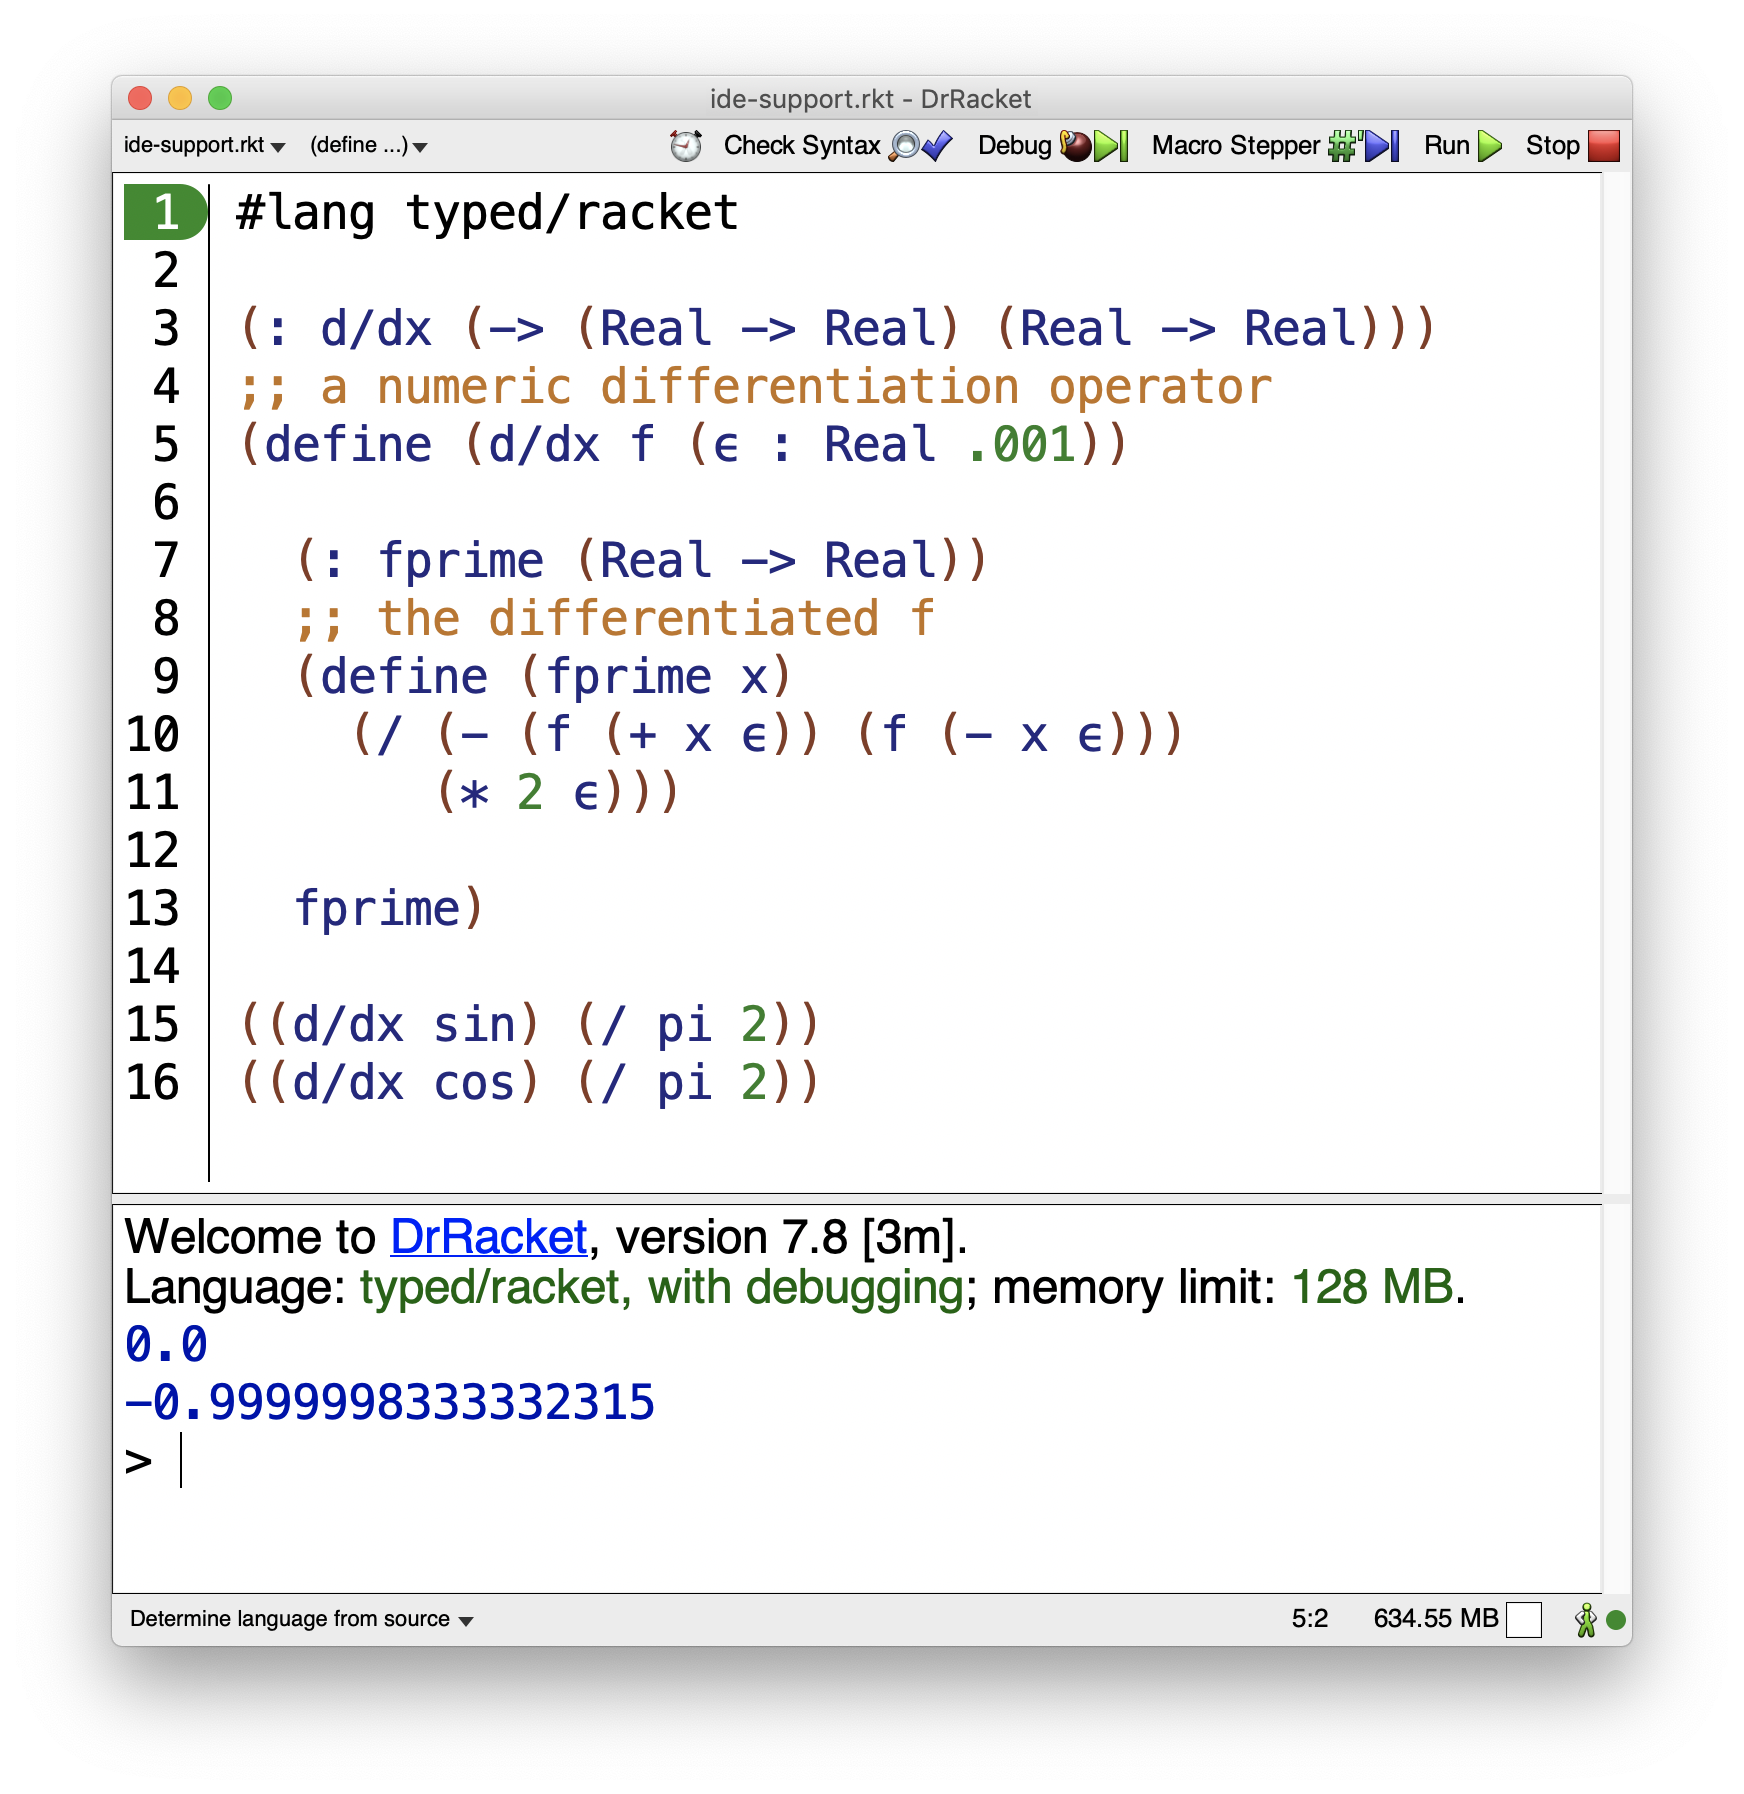 ide-support.rkt - DrRacket
ide-support.rkt (define ...) Check Syntax Debug Macro Stepper #' Run Stop
1 #lang typed/racket
2
3 (: d/dx (-> (Real -> Real) (Real -> Real)))
4 ;; a numeric differentiation operator
5 (define (d/dx f (ϵ : Real .001))
6
7   (: fprime (Real -> Real))
8   ;; the differentiated f
9   (define (fprime x)
10     (/ (- (f (+ x ϵ)) (f (- x ϵ)))
11        (* 2 ϵ)))
12
13   fprime)
14
15 ((d/dx sin) (/ pi 2))
16 ((d/dx cos) (/ pi 2))
Welcome to DrRacket, version 7.8 [3m].
Language: typed/racket, with debugging; memory limit: 128 MB.
0.0
-0.9999998333332315
>
Determine language from source 5:2 634.55 MB